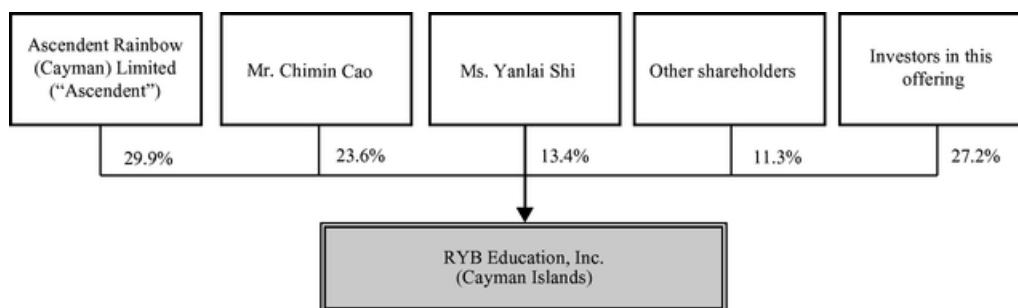 Ascendent Rainbow
(Cayman) Limited
(“Ascendent”)
Mr. Chimin Cao
Ms. Yanlai Shi
Other shareholders
Investors in this
offering
29.9%
23.6%
13.4%
11.3%
27.2%
RYB Education, Inc.
(Cayman Islands)